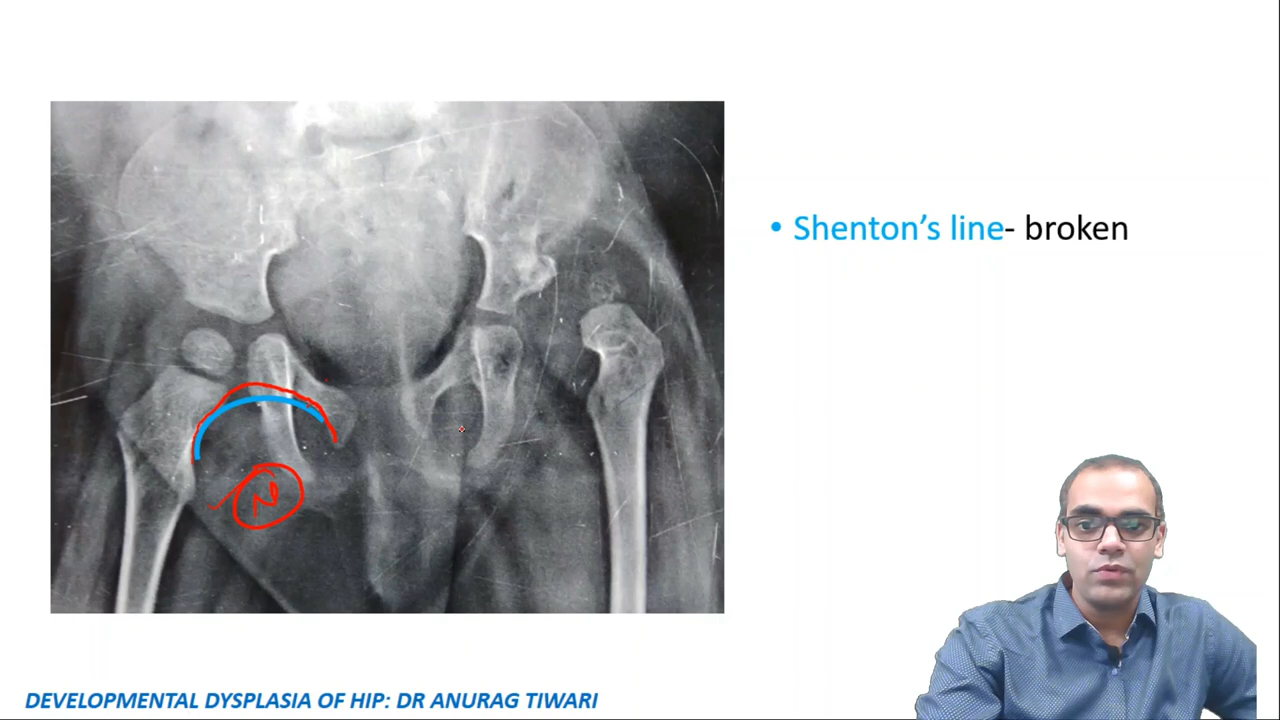 • Shenton's line- broken
N
DEVELOPMENTAL DYSPLASIA OF HIP: DR ANURAG TIWARI